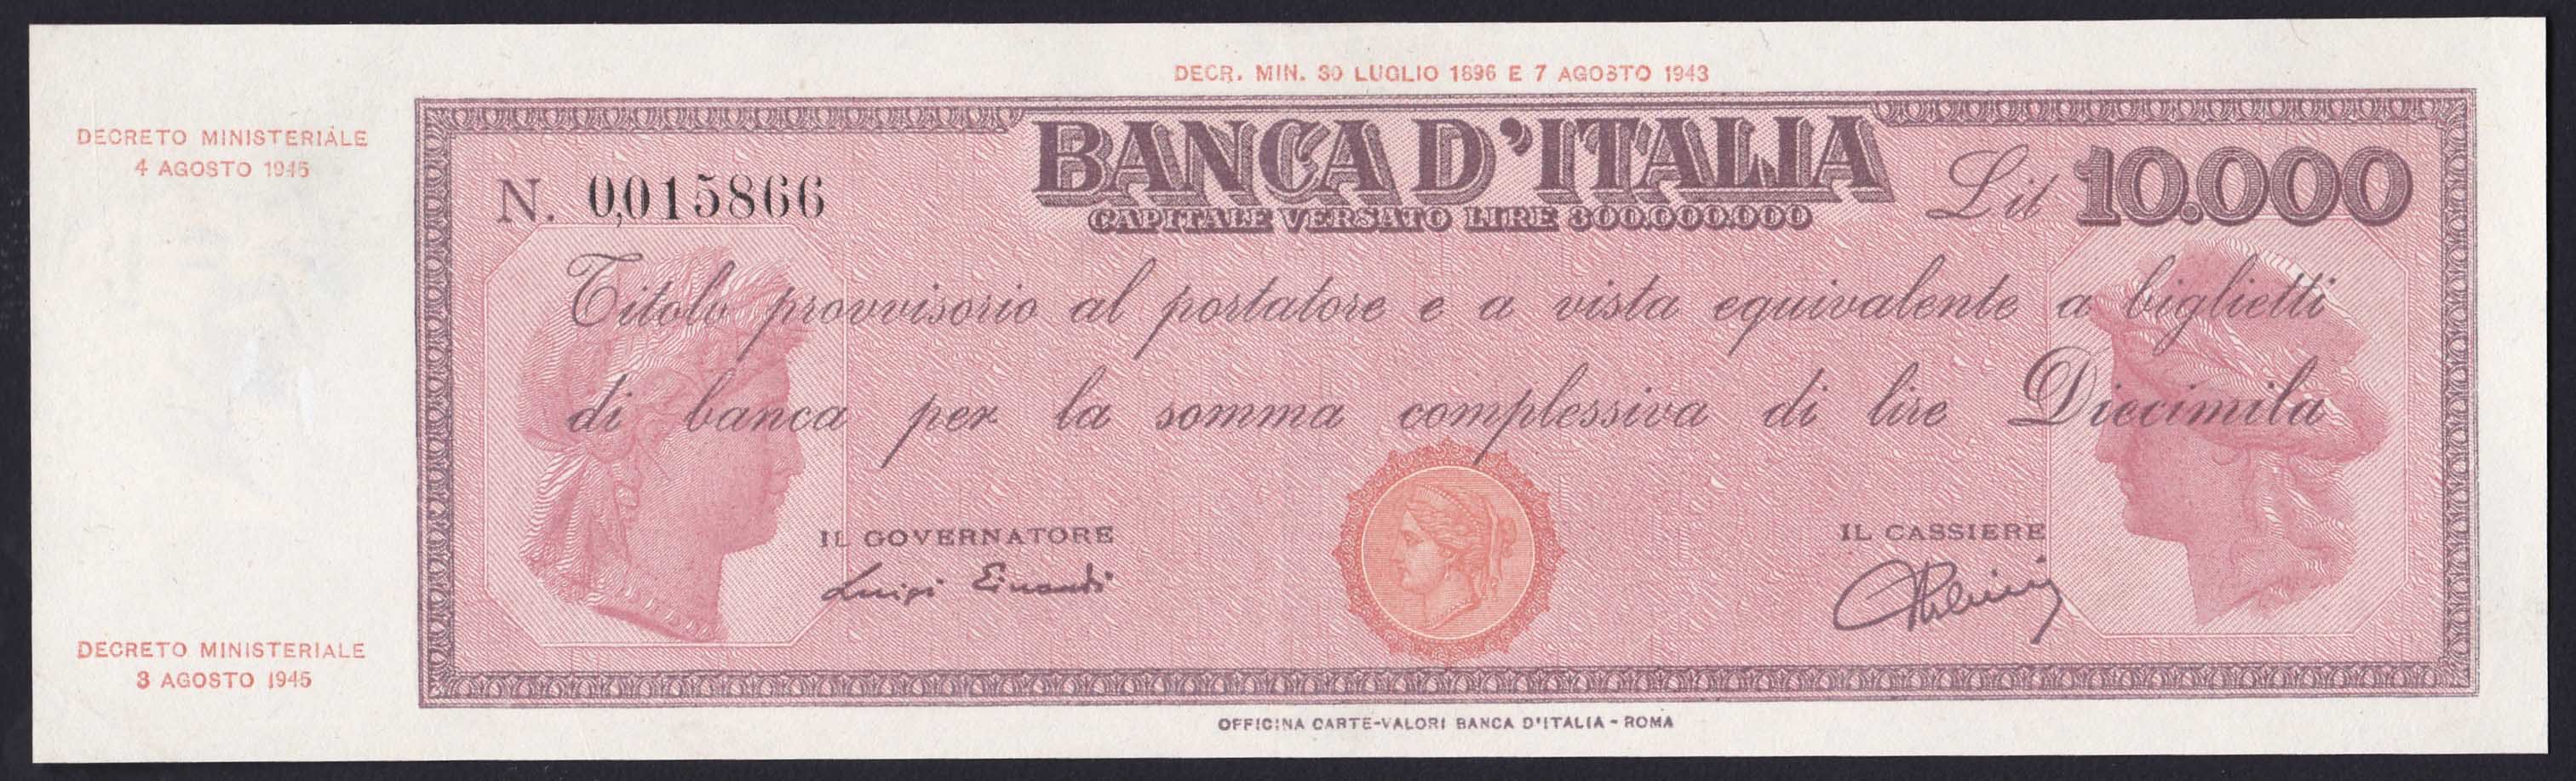 DECR. MIN. 30 LUGLIO 1896 E 7 AGOSTO 1943
DECRETO MINISTERIALE
4 AGOSTO 1945
N. 0,015866
BANCA D'ITALIA
CAPITALE VERSATO LIRE 300.000.000
Lit 10.000
Titolo provvisorio al portatore e a vista equivalente a biglietti
di banca per la somma complessiva di lire Diecimila
IL GOVERNATORE
Luigi Einaudi
IL CASSIERE
DECRETO MINISTERIALE
3 AGOSTO 1945
OFFICINA CARTE-VALORI BANCA D'ITALIA - ROMA